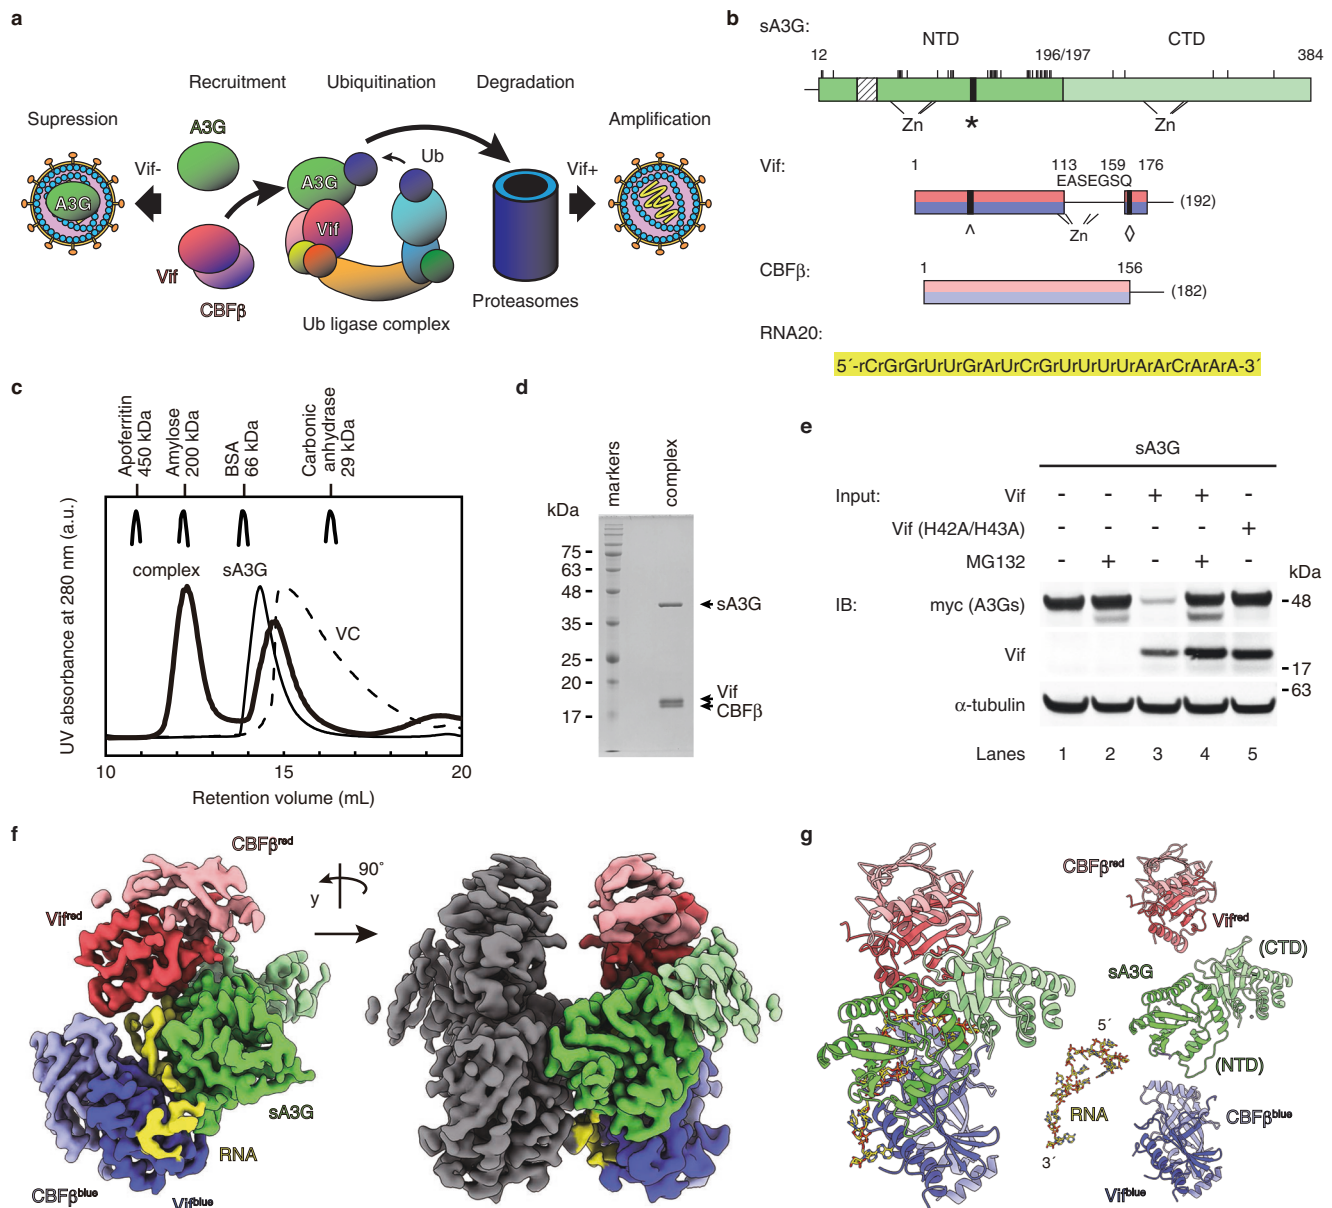 a
Recruitment
Ubiquitination
Degradation
Supression
Amplification
A3G
Vif-
A3G
Vif
CBFβ
A3G
Vif
Ub
Ub ligase complex
Proteasomes
Vif+
b
sA3G:
NTD
CTD
12
196/197
384
Zn
*
Zn
Vif:
1
113
159
176
EASEGSQ
(192)
^
Zn
◊
CBFβ:
1
156
(182)
RNA20:
5´-rCrGrGrUrUrGrArUrCrGrUrUrUrUrArArCrArArA-3´
c
Apoferritin
450 kDa
Amylose
200 kDa
BSA
66 kDa
Carbonic
anhydrase
29 kDa
complex
sA3G
VC
UV absorbance at 280 nm (a.u.)
10
15
20
Retention volume (mL)
d
markers
complex
kDa
75
63
48
35
25
20
17
sA3G
Vif
CBFβ
e
sA3G
Input:
Vif
- - + + -
Vif (H42A/H43A)
- - - - +
MG132
- + - + -
kDa
IB:
myc (A3Gs)
48
Vif
17
63
α-tubulin
Lanes
1 2 3 4 5
f
CBFβred
90°
y
Vifred
sA3G
RNA
CBFβblue
Vifblue
g
CBFβred
Vifred
(CTD)
sA3G
5´
(NTD)
RNA
CBFβblue
3´
Vifblue